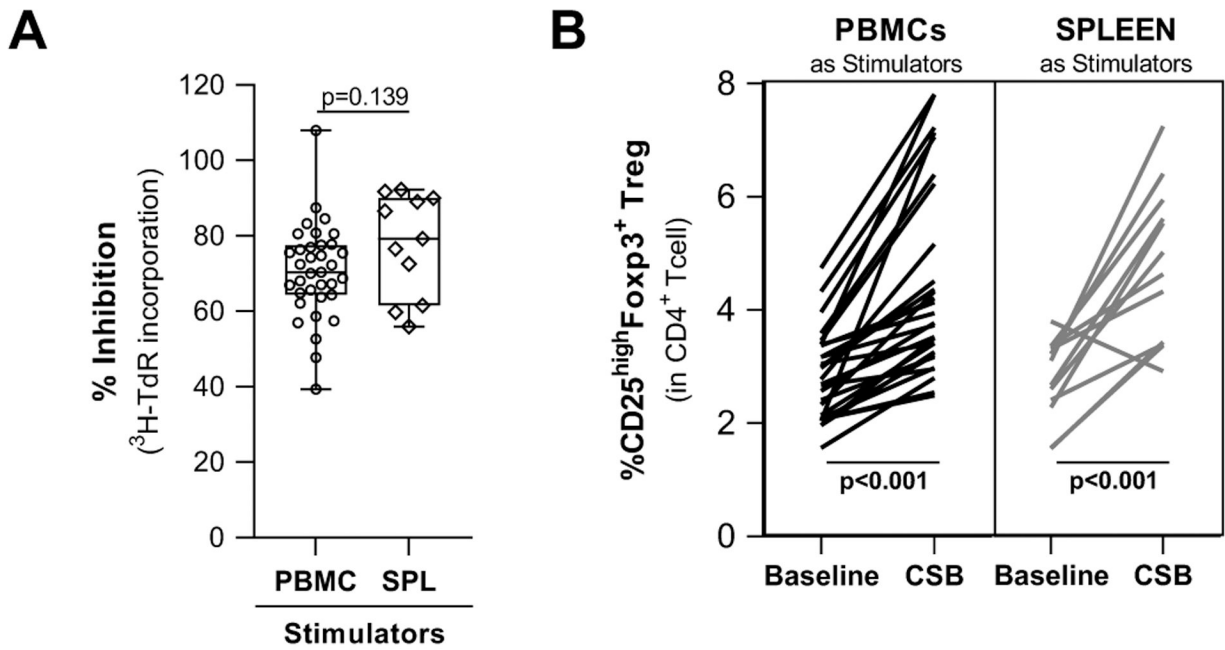 A
% Inhibition
(³H-TdR incorporation)
120
100
80
60
40
20
0
p=0.139
PBMC SPL
Stimulators
B
PBMCs
as Stimulators
SPLEEN
as Stimulators
%CD25ʰⁱᵍʰFoxp3⁺ Treg
(in CD4⁺ Tcell)
8
6
4
2
0
p<0.001
p<0.001
Baseline CSB Baseline CSB